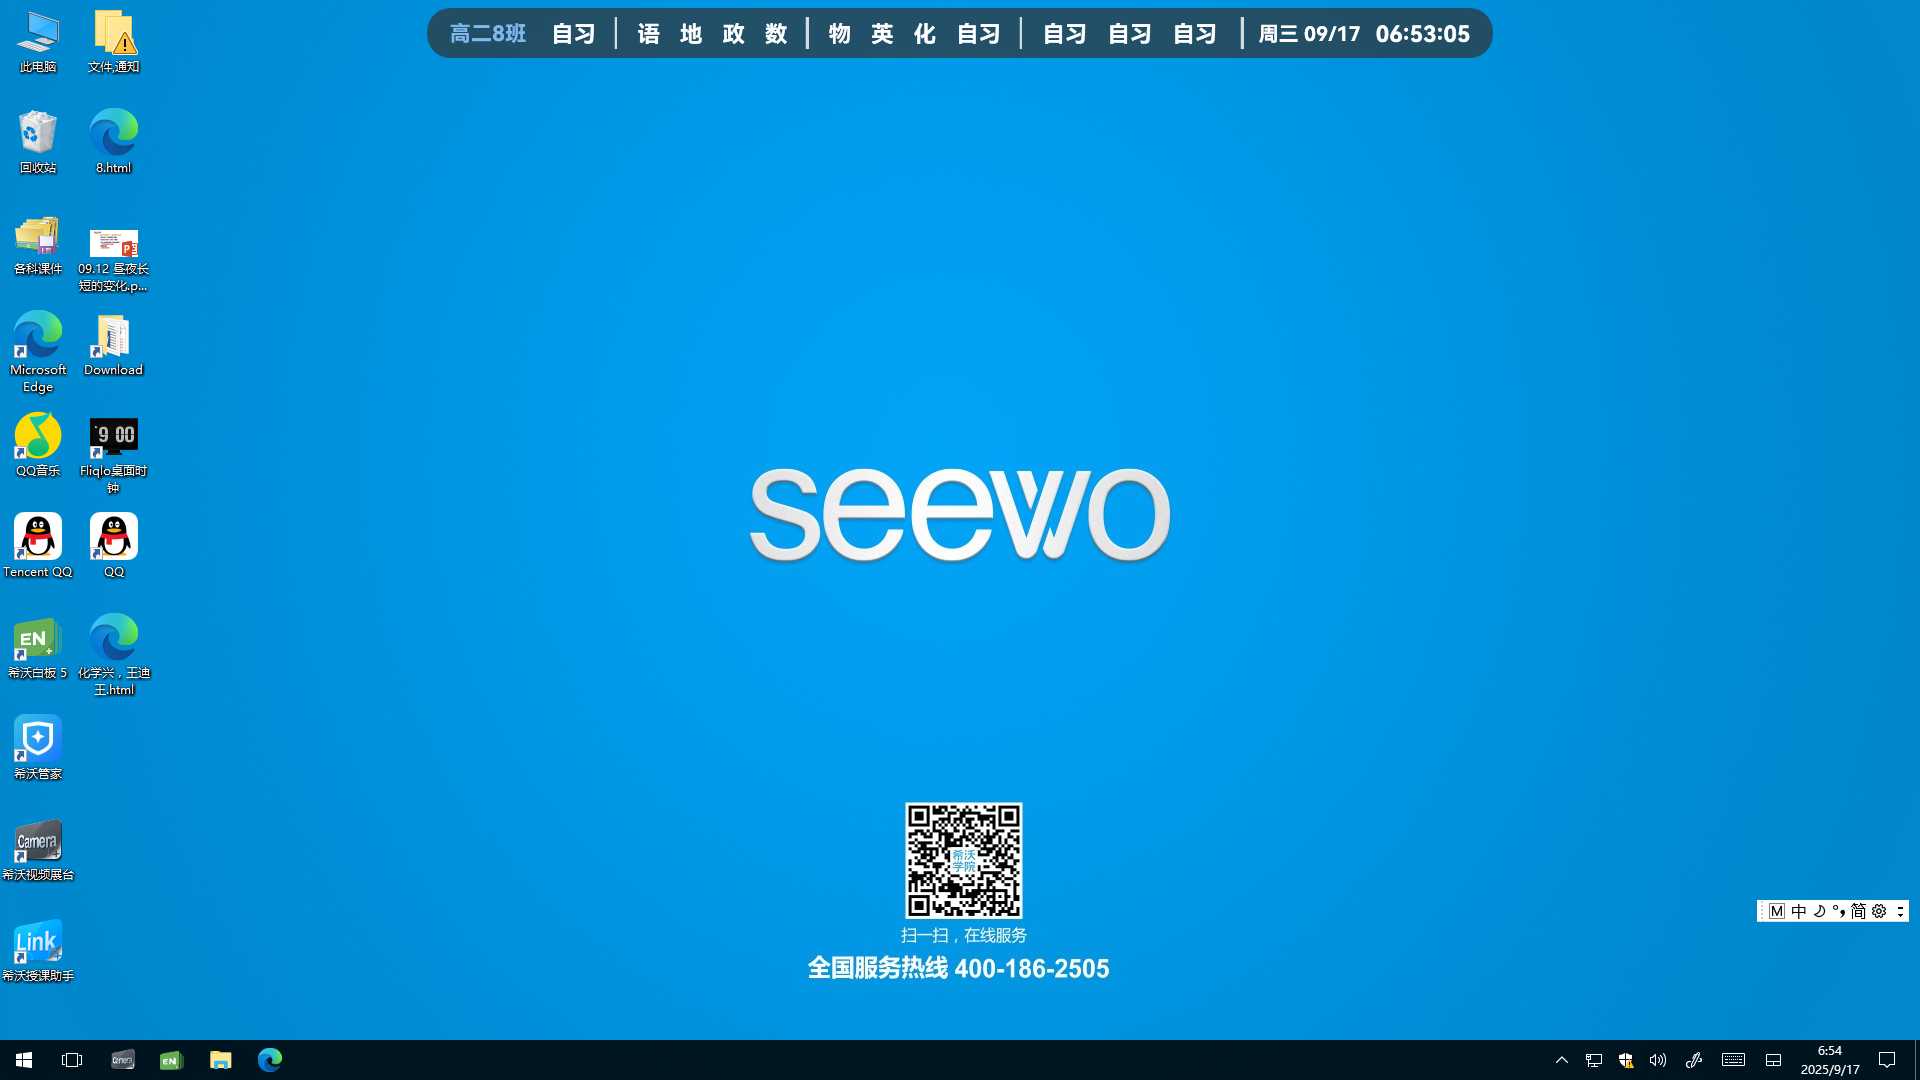 高二8班 自习 | 语 地 政 数 | 物 英 化 自习 | 自习 自习 自习 | 周三 09/17 06:53:05
此电脑
文件,通知
回收站
8.html
各科课件
09.12 昼夜长
短的变化.p...
Microsoft
Edge
Download
QQ音乐
9 00
Fliqlo桌面时
钟
Tencent QQ
QQ
EN
希沃白板 5
化学兴，王迪
王.html
希沃管家
Camera
希沃视频展台
Link
希沃授课助手
seewo
希沃
学院
扫一扫，在线服务
全国服务热线 400-186-2505
M 中 简
Camera
EN
6:54
2025/9/17